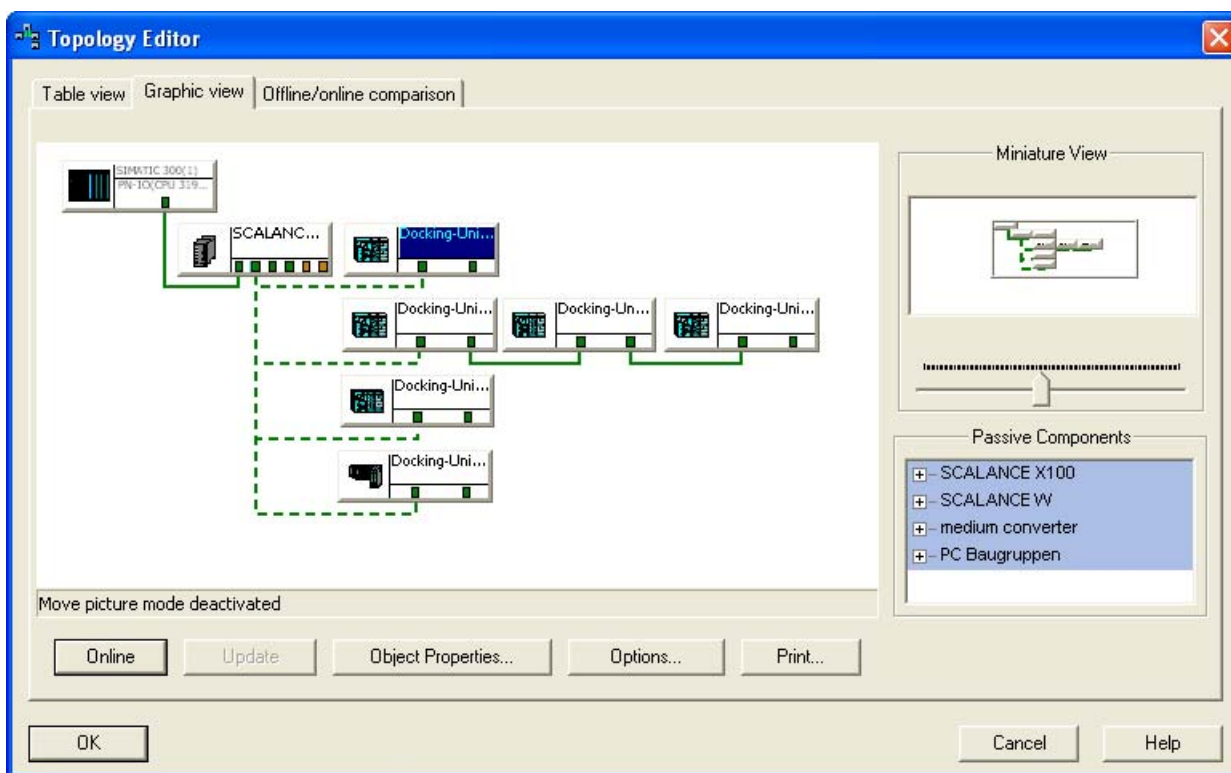 Topology Editor
Table view
Graphic view
Offline/online comparison
SIMATIC 300(1)
PN-IO(CPU 319...
SCALANC...
Docking-Uni...
Docking-Uni...
Docking-Un...
Docking-Uni...
Docking-Uni...
Docking-Uni...
Move picture mode deactivated
Miniature View
Passive Components
SCALANCE X100
SCALANCE W
medium converter
PC Baugruppen
Online
Update
Object Properties...
Options...
Print...
OK
Cancel
Help